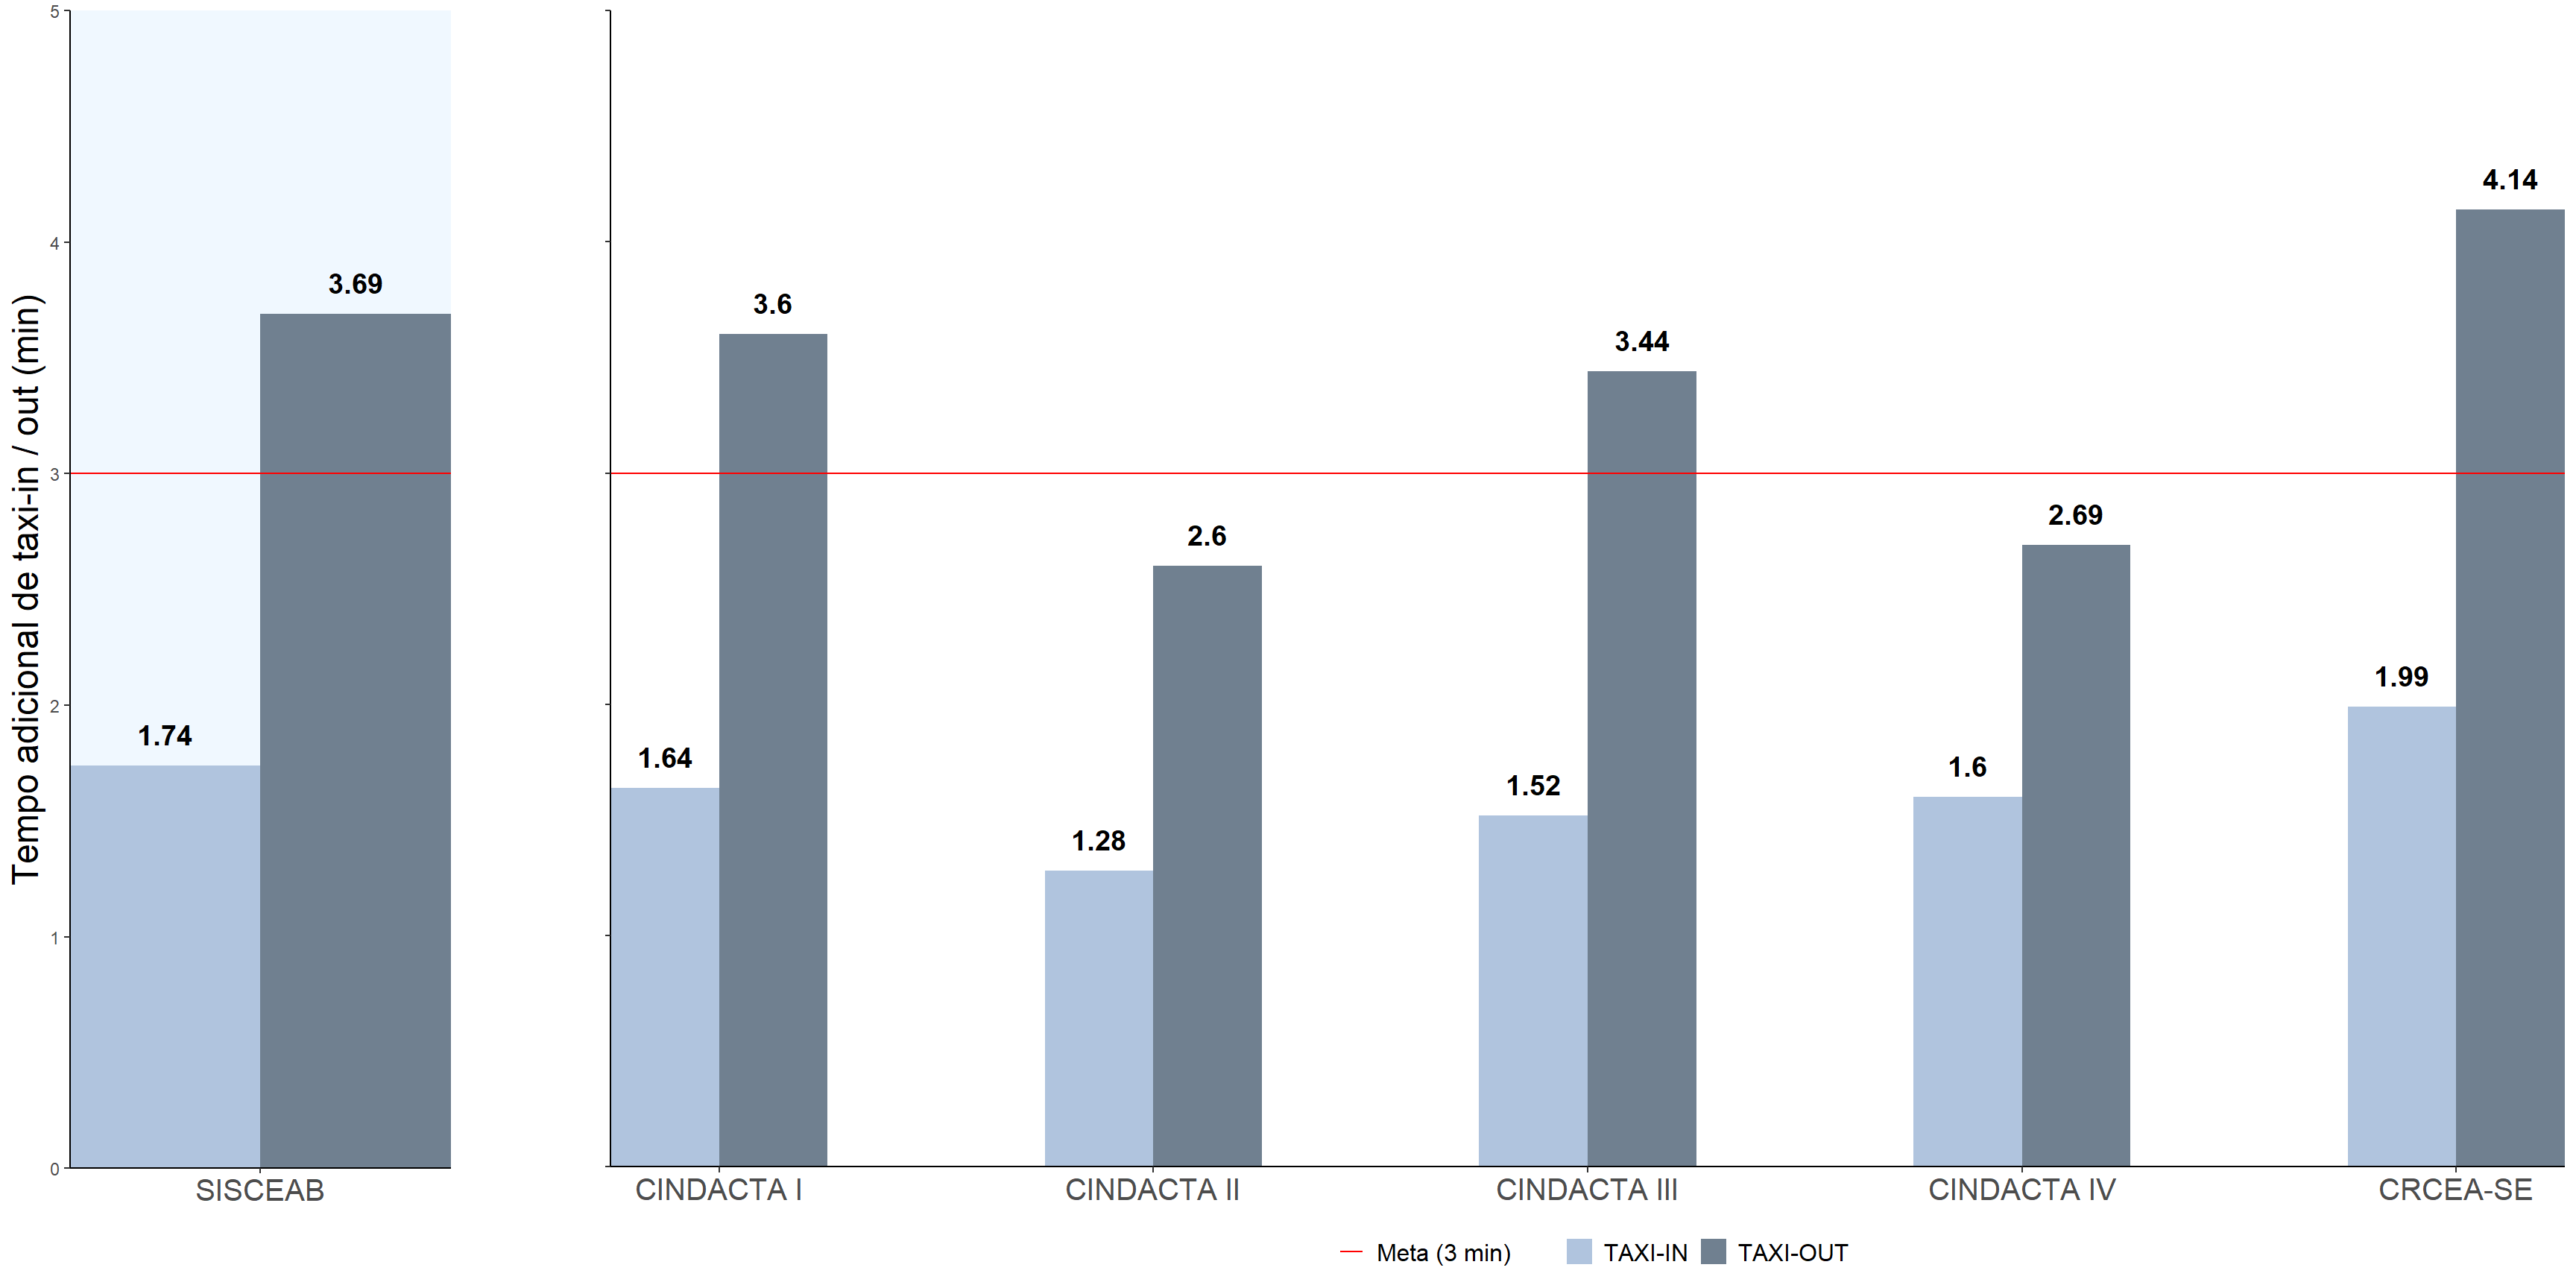 Tempo adicional de taxi-in / out (min)
5
4
3
2
1
0
3.69
1.74
SISCEAB
3.6
1.64
2.6
1.28
3.44
1.52
2.69
1.6
4.14
1.99
CINDACTA I
CINDACTA II
CINDACTA III
CINDACTA IV
CRCEA-SE
Meta (3 min)
TAXI-IN
TAXI-OUT